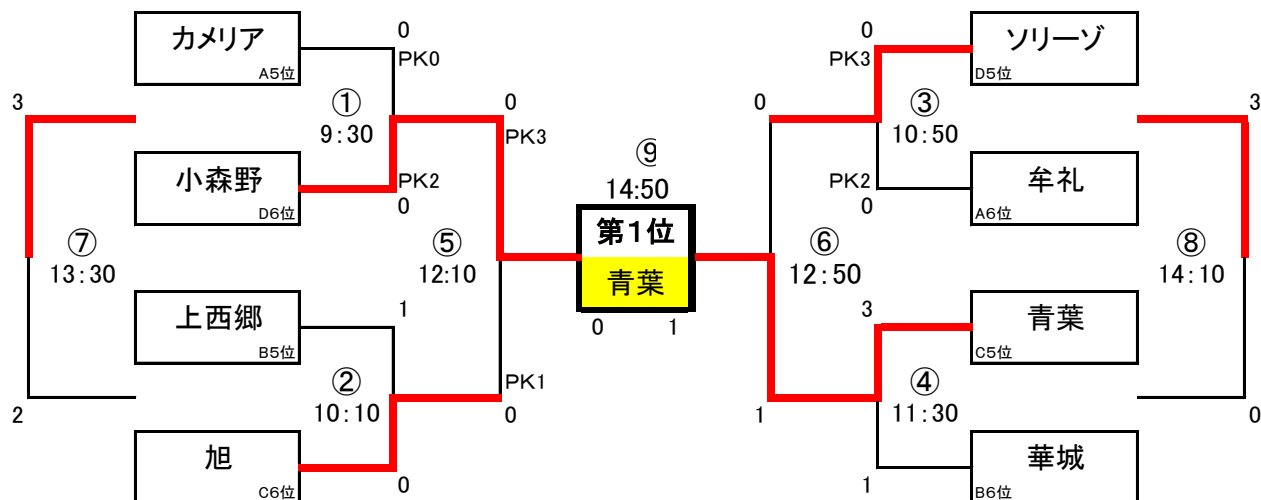 カメリア
A5位
0
PK0
①
9:30
小森野
D6位
PK2
0
3
⑦
13:30
2
上西郷
B5位
1
②
10:10
旭
C6位
0
0
PK3
⑤
12:10
PK1
0
⑨
14:50
第1位
青葉
0 1
0
PK3
ソリーゾ
D5位
③
10:50
PK2
0
牟礼
A6位
0
⑥
12:50
1
3
青葉
C5位
④
11:30
1
華城
B6位
3
⑧
14:10
0